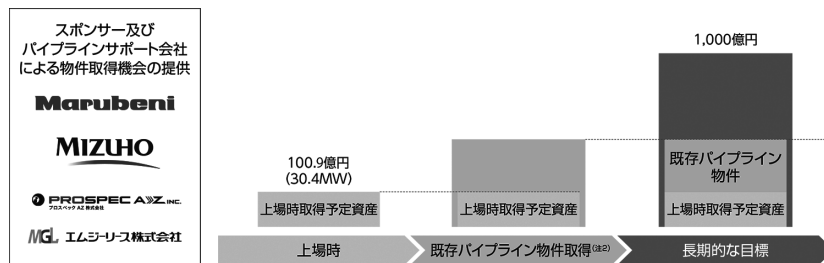 スポンサー及び
パイプラインサポート会社
による物件取得機会の提供
Marubeni
MIZUHO
PROSPEC AZ INC.
プロスペックAZ株式会社
MGL エムジーリース株式会社
100.9億円
(30.4MW)
上場時取得予定資産
上場時
上場時取得予定資産
既存パイプライン物件取得(注2)
1,000億円
既存パイプライン
物件
上場時取得予定資産
長期的な目標